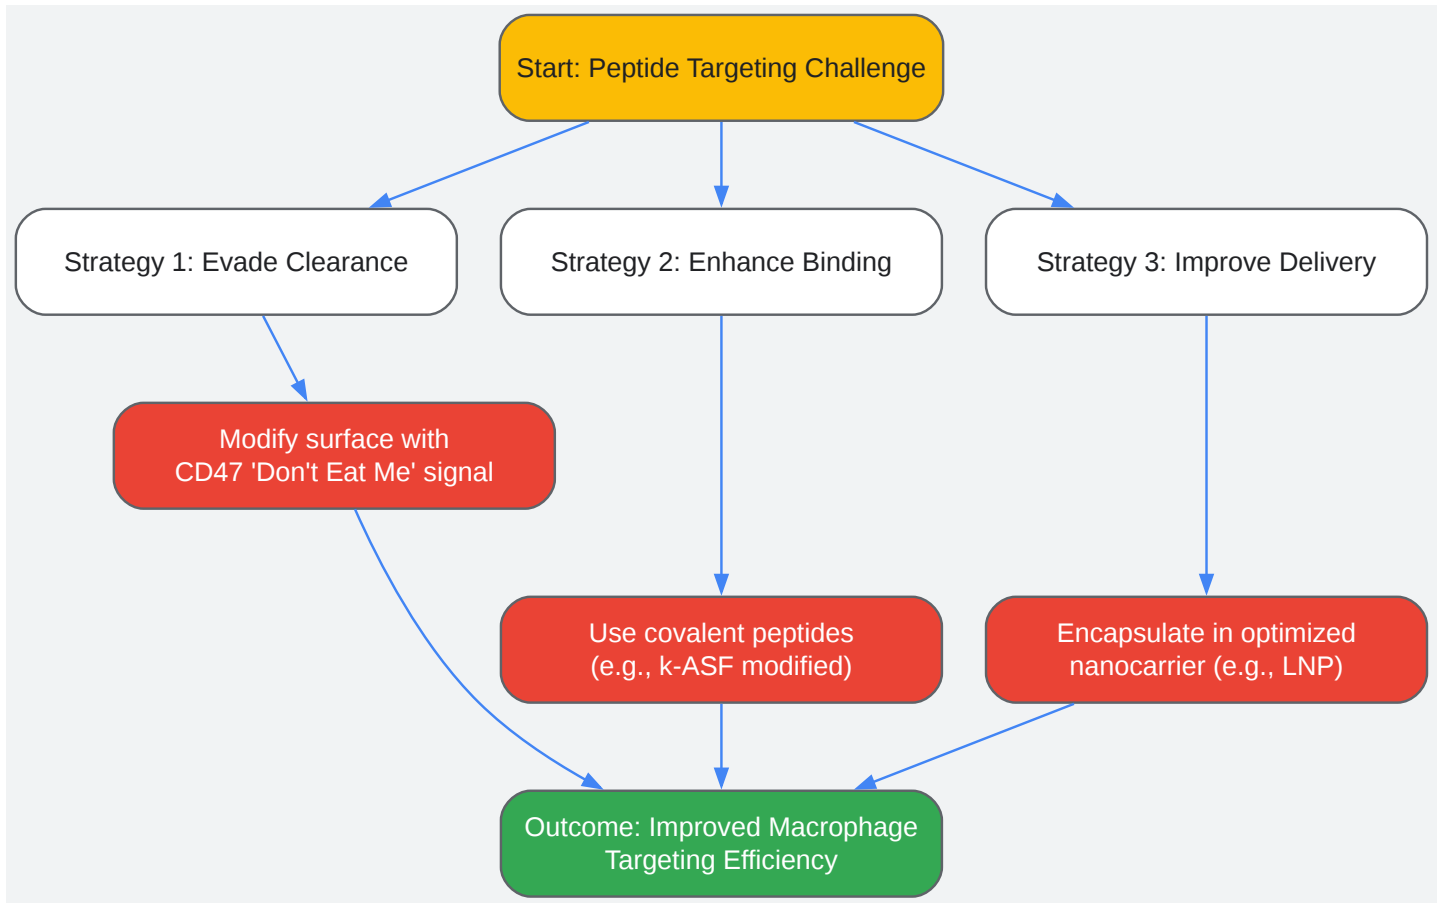 Start: Peptide Targeting Challenge
Strategy 1: Evade Clearance
Strategy 2: Enhance Binding
Strategy 3: Improve Delivery
Modify surface with
CD47 'Don't Eat Me' signal
Use covalent peptides
(e.g., k-ASF modified)
Encapsulate in optimized
nanocarrier (e.g., LNP)
Outcome: Improved Macrophage
Targeting Efficiency